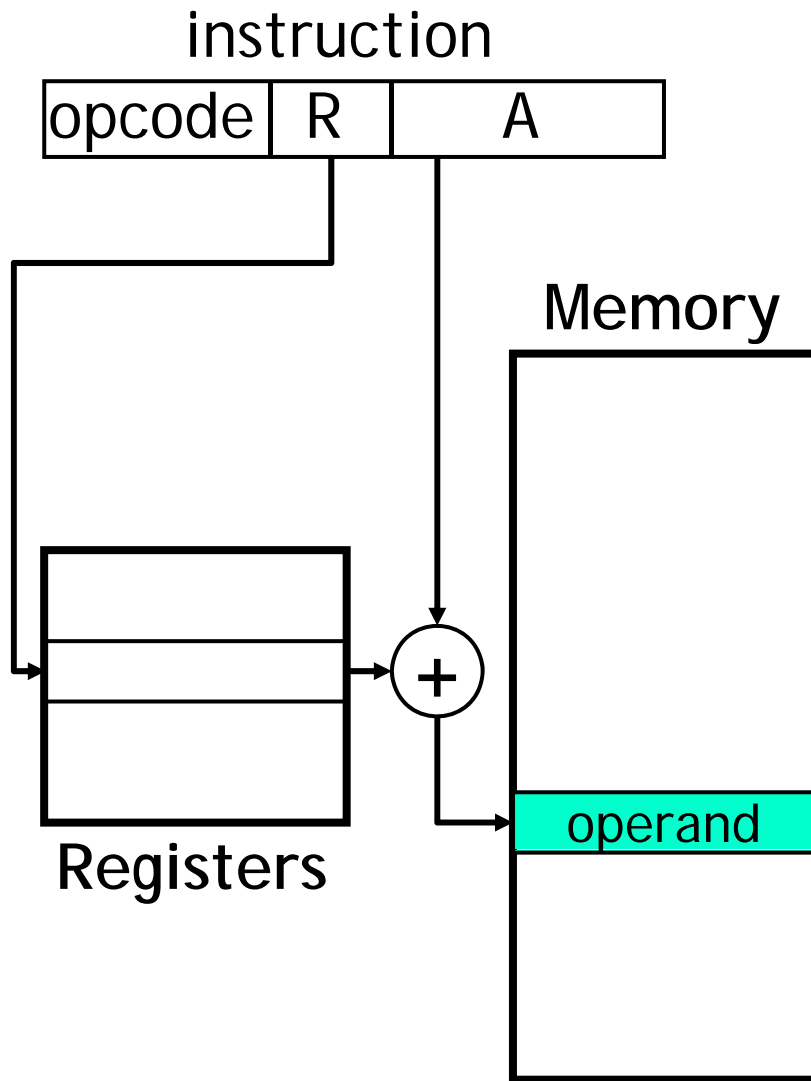 instruction
opcode R A
Memory
+
operand
Registers